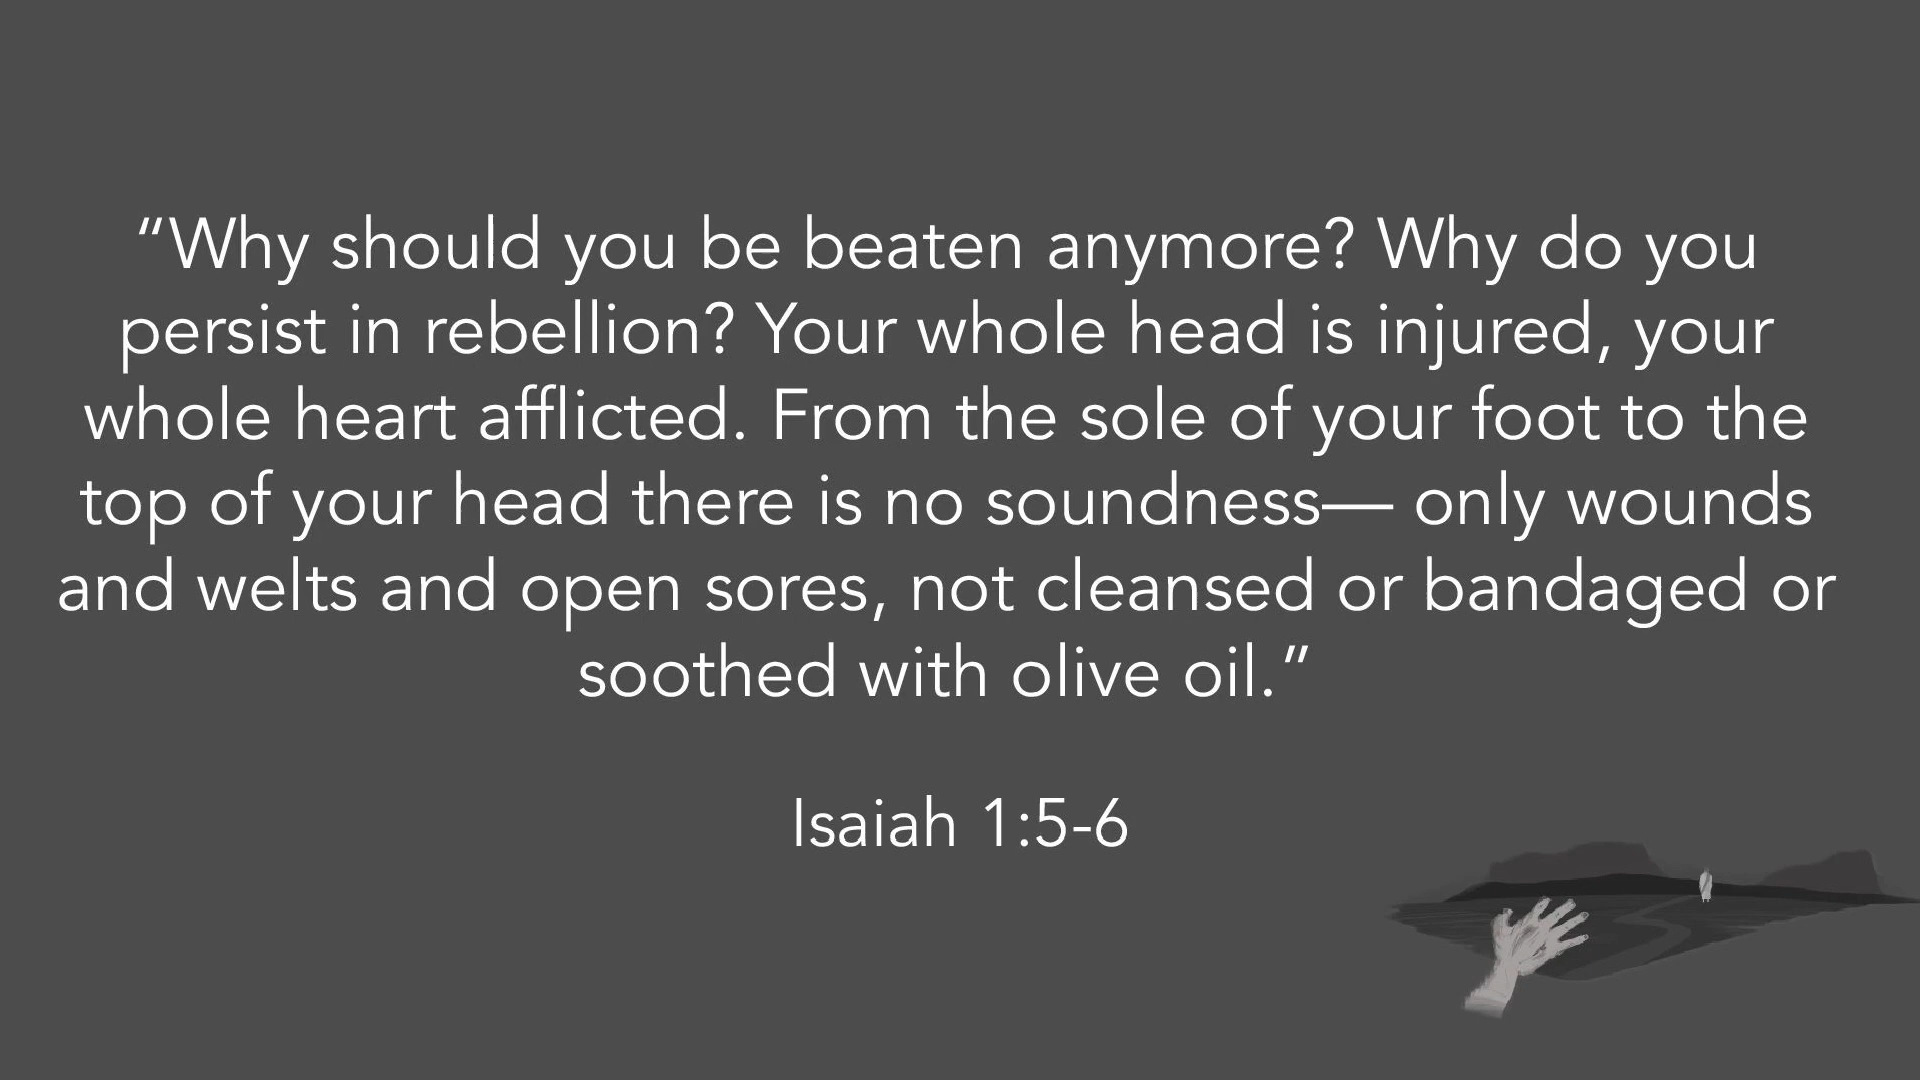 “Why should you be beaten anymore? Why do you
persist in rebellion? Your whole head is injured, your
whole heart afflicted. From the sole of your foot to the
top of your head there is no soundness— only wounds
and welts and open sores, not cleansed or bandaged or
soothed with olive oil.”
Isaiah 1:5-6